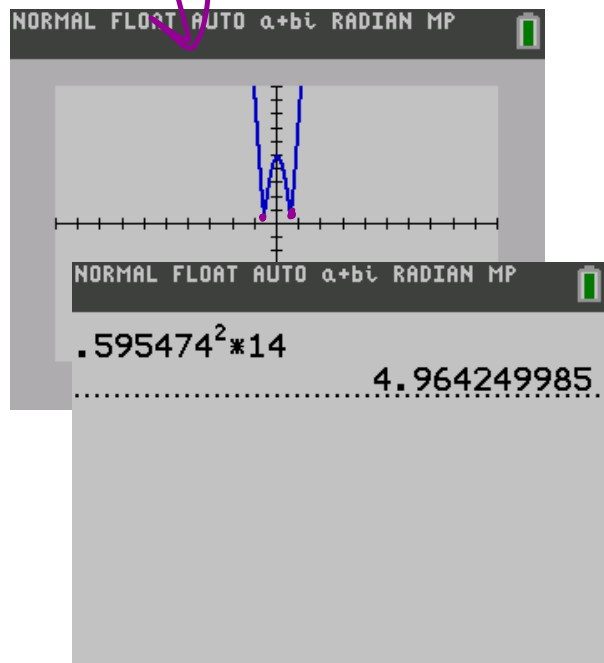 NORMAL FLOAT AUTO a+bi RADIAN MP
NORMAL FLOAT AUTO a+bi RADIAN MP
.595474²*14
4.964249985